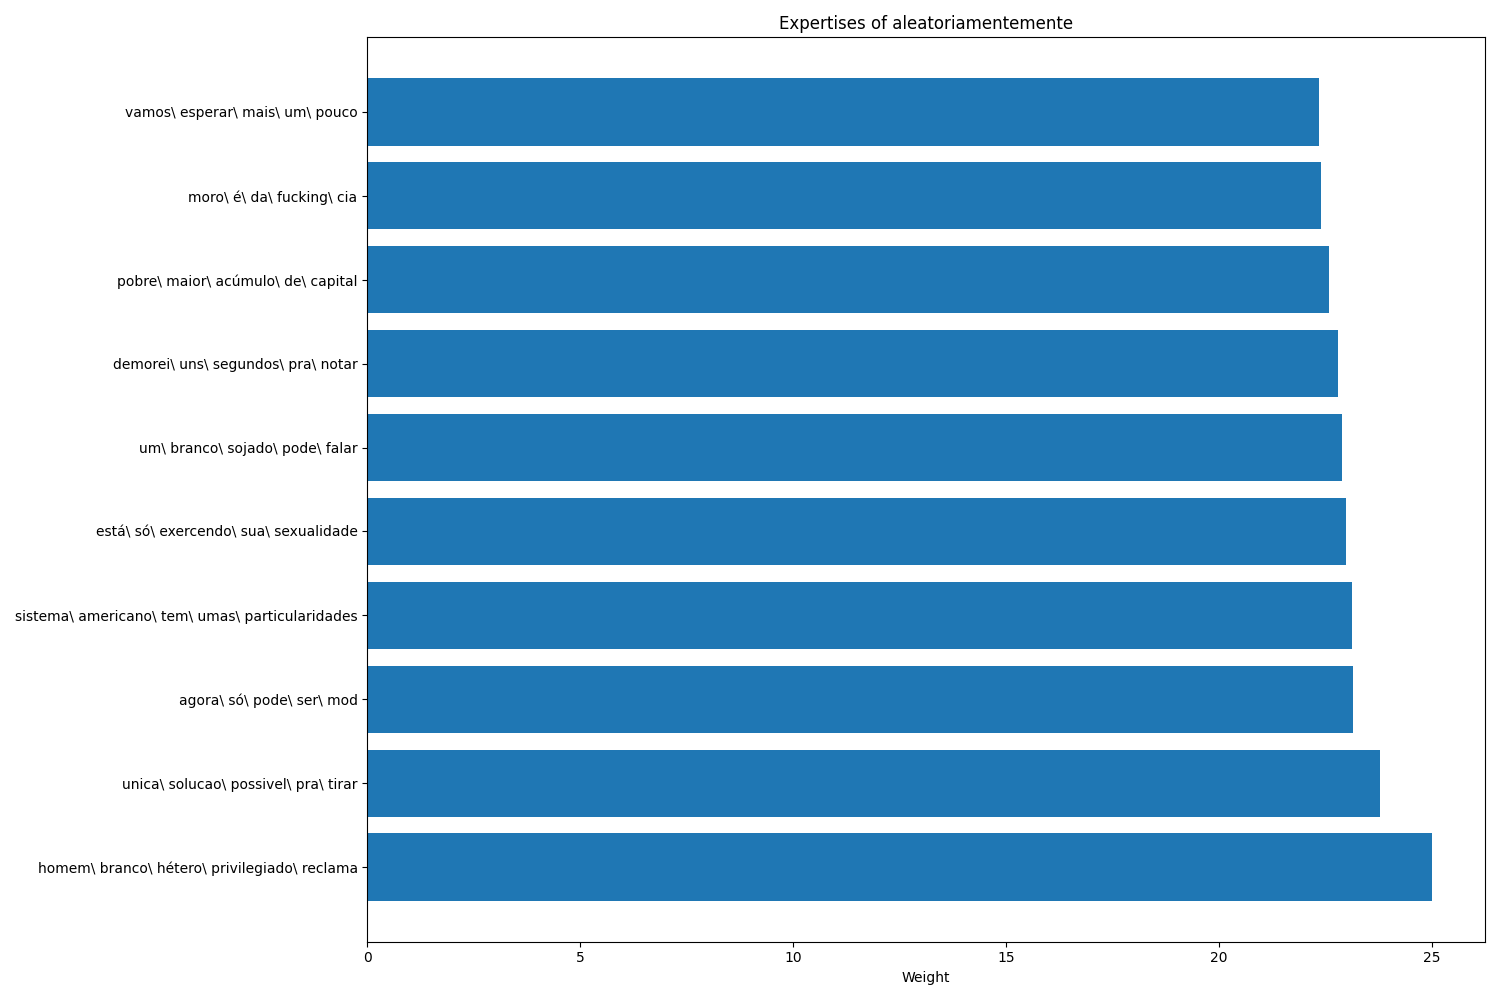 Expertises of aleatoriamentemente
vamos\ esperar\ mais\ um\ pouco
moro\ é\ da\ fucking\ cia
pobre\ maior\ acúmulo\ de\ capital
demorei\ uns\ segundos\ pra\ notar
um\ branco\ sojado\ pode\ falar
está\ só\ exercendo\ sua\ sexualidade
sistema\ americano\ tem\ umas\ particularidades
agora\ só\ pode\ ser\ mod
unica\ solucao\ possivel\ pra\ tirar
homem\ branco\ hétero\ privilegiado\ reclama
0 5 10 15 20 25
Weight